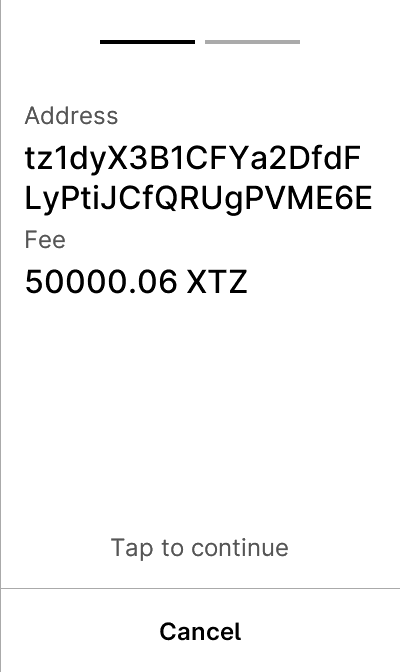 Address
tz1dyX3B1CFYa2DfdF
LyPtiJCfQRUgPVME6E
Fee
50000.06 XTZ
Tap to continue
Cancel